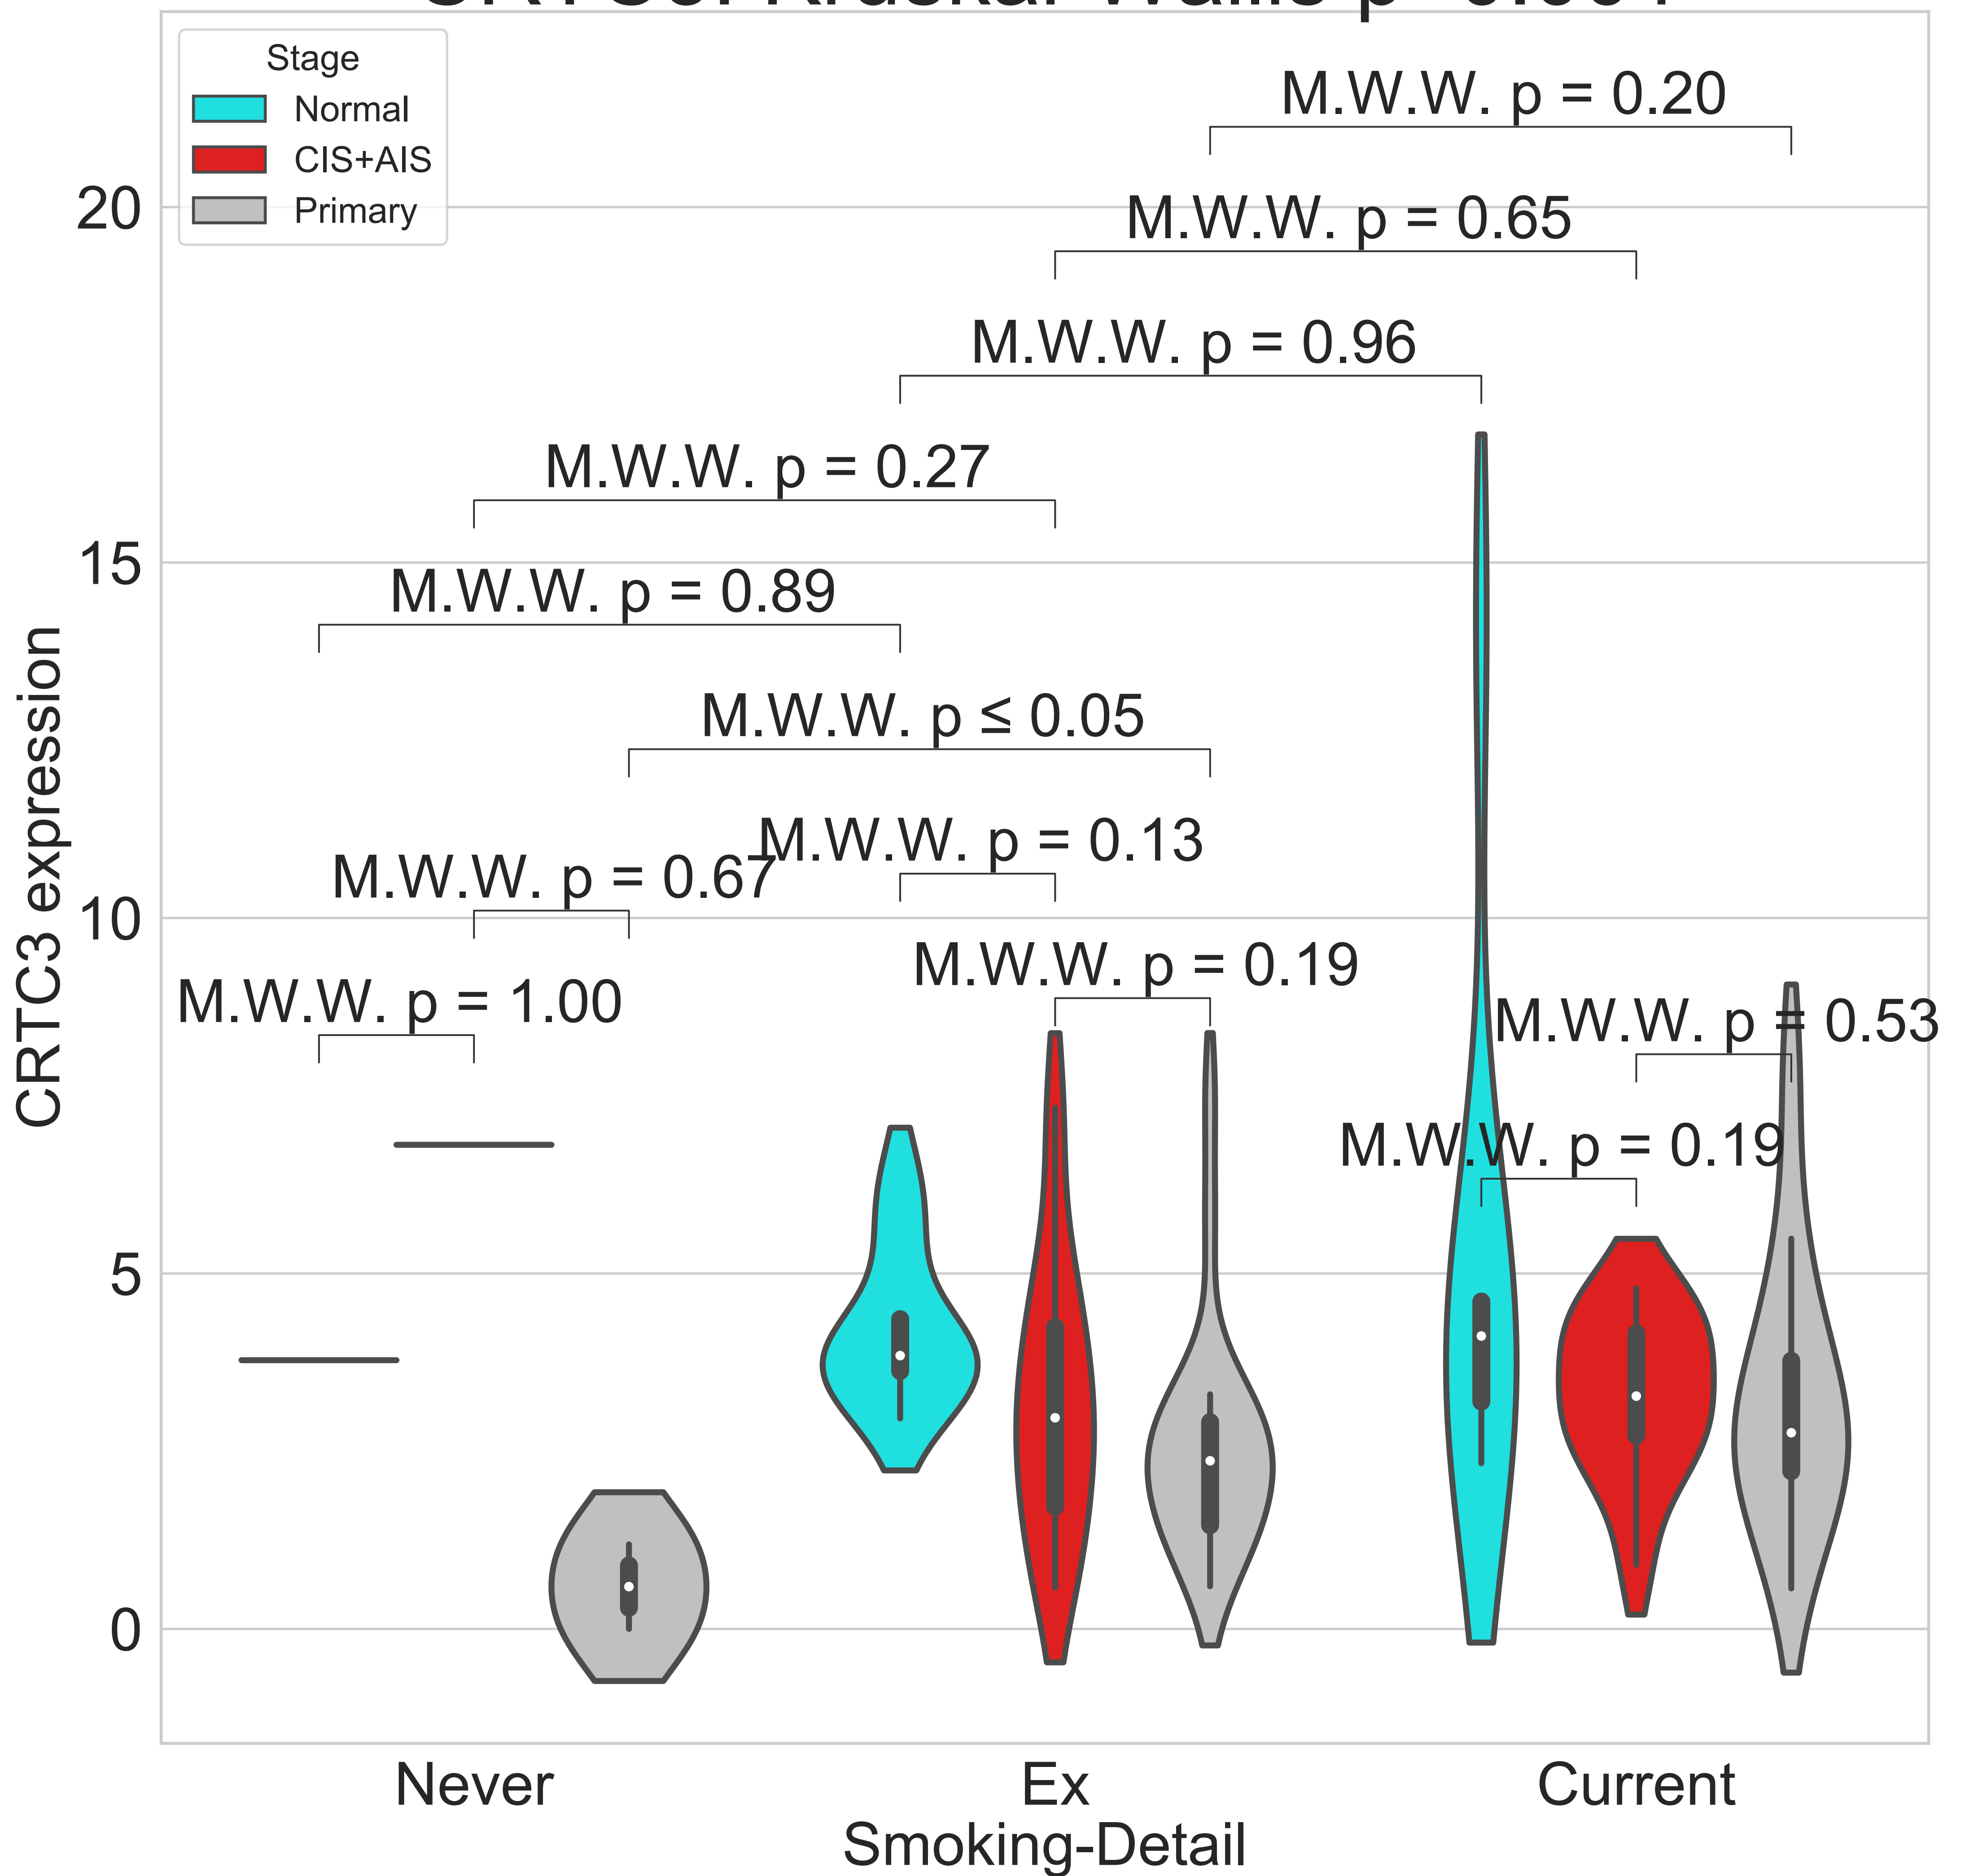 Stage
Normal
CIS+AIS
Primary
M.W.W. p = 0.20
20
M.W.W. p = 0.65
M.W.W. p = 0.96
M.W.W. p = 0.27
15
M.W.W. p = 0.89
M.W.W. p ≤ 0.05
M.W.W. p = 0.13
M.W.W. p = 0.67
10
M.W.W. p = 0.19
M.W.W. p = 1.00
M.W.W. p = 0.53
M.W.W. p = 0.19
5
0
CRTC3 expression
Never
Ex
Current
Smoking-Detail